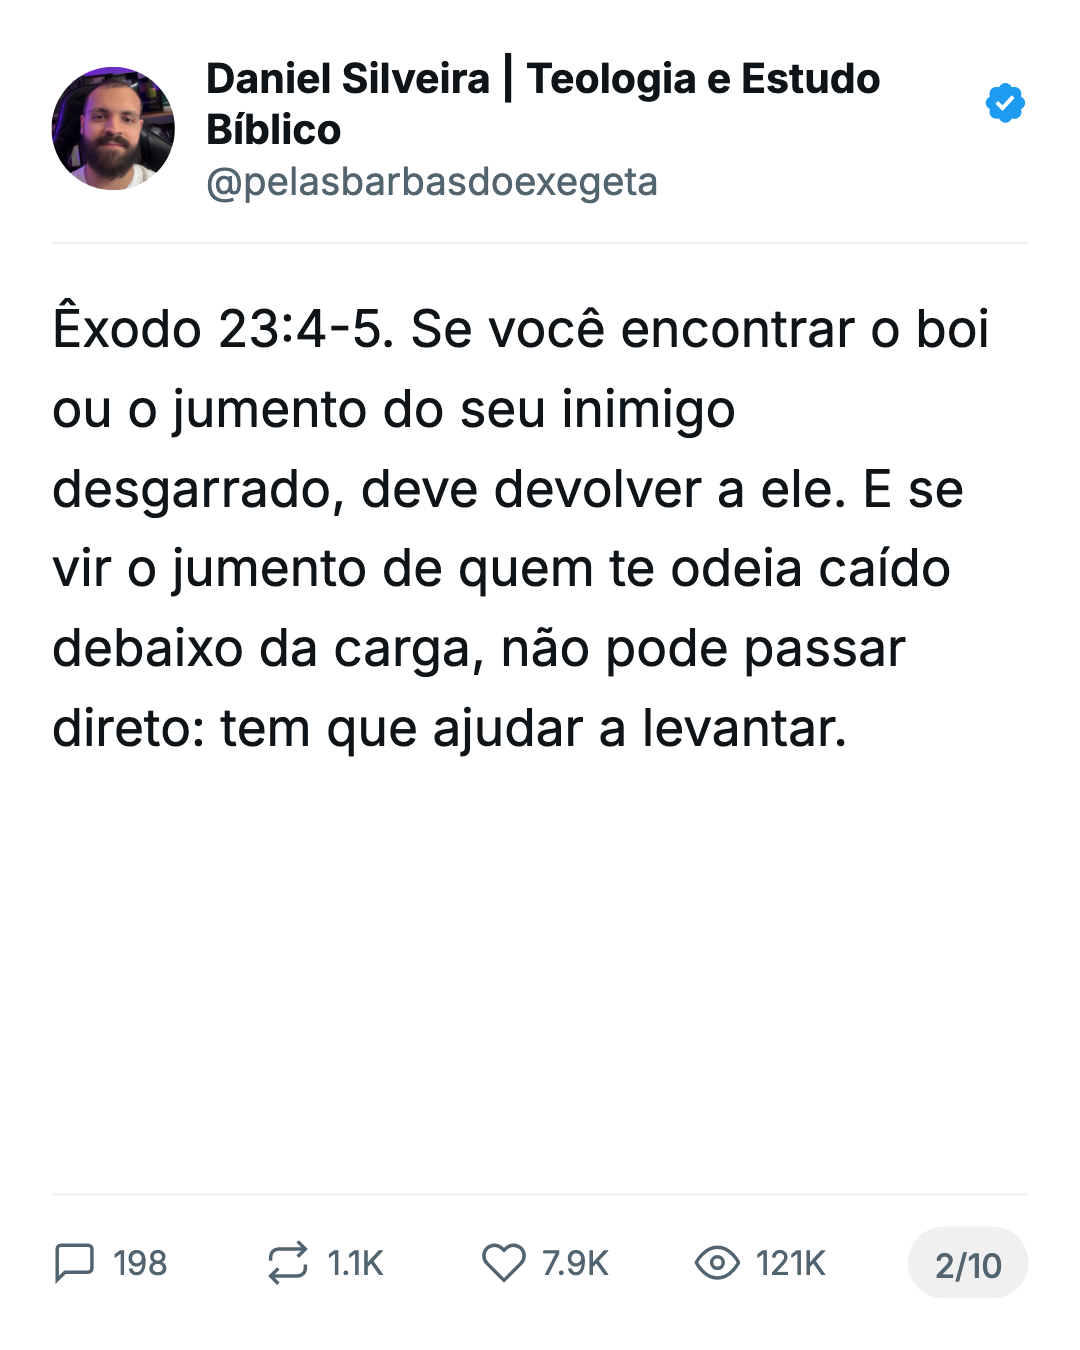 Daniel Silveira | Teologia e Estudo
Bíblico
@pelasbarbasdoexegeta
Êxodo 23:4-5. Se você encontrar o boi
ou o jumento do seu inimigo
desgarrado, deve devolver a ele. E se
vir o jumento de quem te odeia caído
debaixo da carga, não pode passar
direto: tem que ajudar a levantar.
198 1.1K 7.9K 121K 2/10